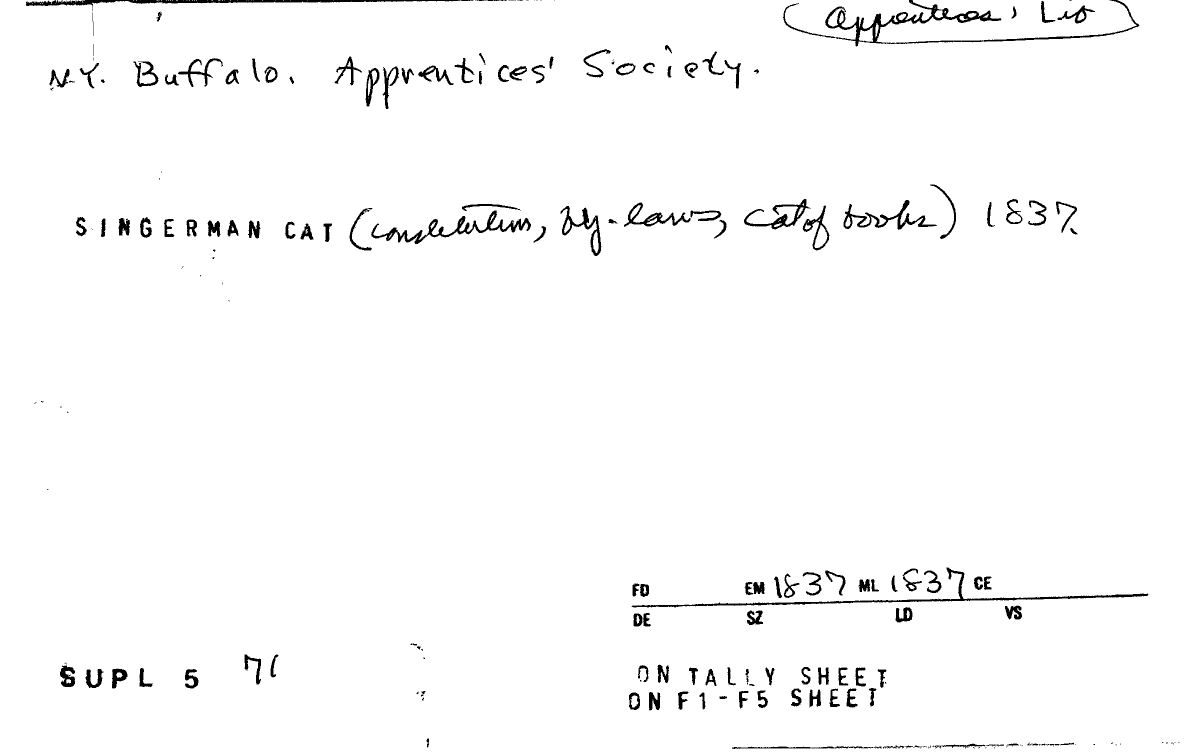 Apprentices' Lib
N.Y. Buffalo. Apprentices' Society.
SINGERMAN CAT (constitution, by-laws, cat of books) 1837.
FD EM 1837 ML 1837 CE
DE SZ LD VS
SUPL 5 71 ON TALLY SHEET
ON F1-F5 SHEET